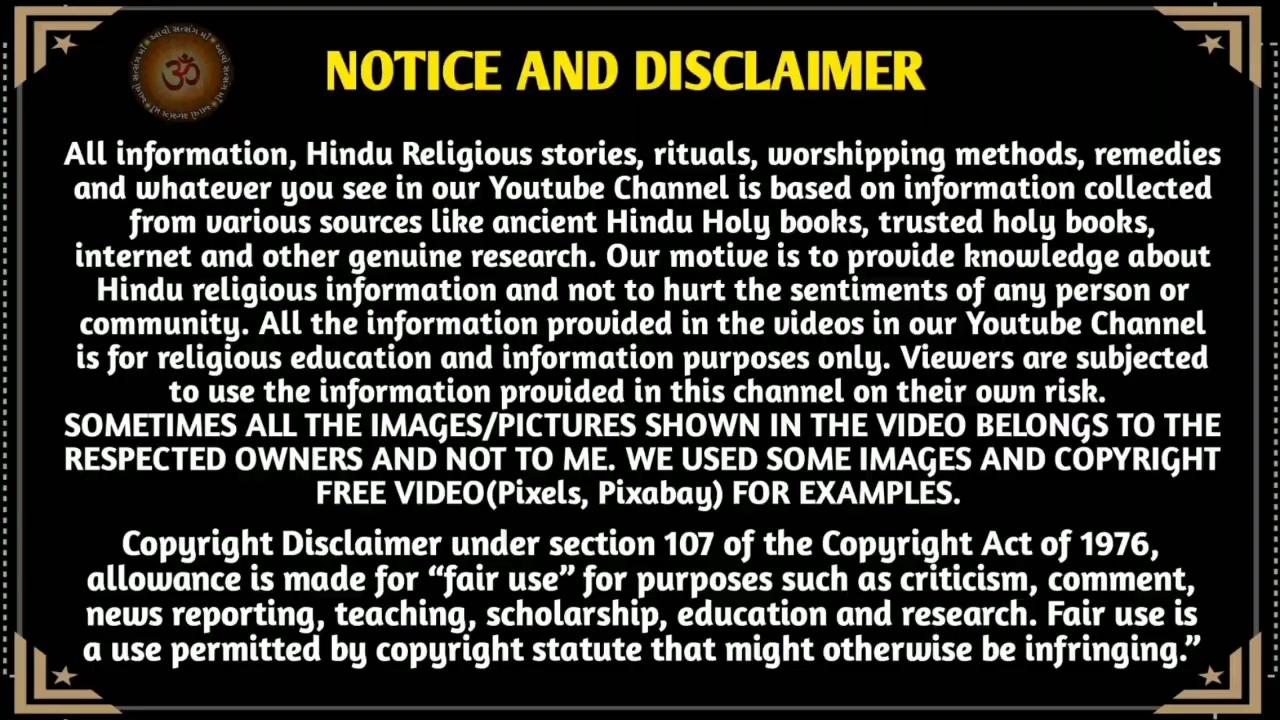 આવો સત્સંગ માં આવો સત્સંગ માં આવો સત્સંગ માં આવો સત્સંગ માં
ॐ
NOTICE AND DISCLAIMER
All information, Hindu Religious stories, rituals, worshipping methods, remedies
and whatever you see in our Youtube Channel is based on information collected
from various sources like ancient Hindu Holy books, trusted holy books,
internet and other genuine research. Our motive is to provide knowledge about
Hindu religious information and not to hurt the sentiments of any person or
community. All the information provided in the videos in our Youtube Channel
is for religious education and information purposes only. Viewers are subjected
to use the information provided in this channel on their own risk.
SOMETIMES ALL THE IMAGES/PICTURES SHOWN IN THE VIDEO BELONGS TO THE
RESPECTED OWNERS AND NOT TO ME. WE USED SOME IMAGES AND COPYRIGHT
FREE VIDEO(Pixels, Pixabay) FOR EXAMPLES.
Copyright Disclaimer under section 107 of the Copyright Act of 1976,
allowance is made for “fair use” for purposes such as criticism, comment,
news reporting, teaching, scholarship, education and research. Fair use is
a use permitted by copyright statute that might otherwise be infringing.”